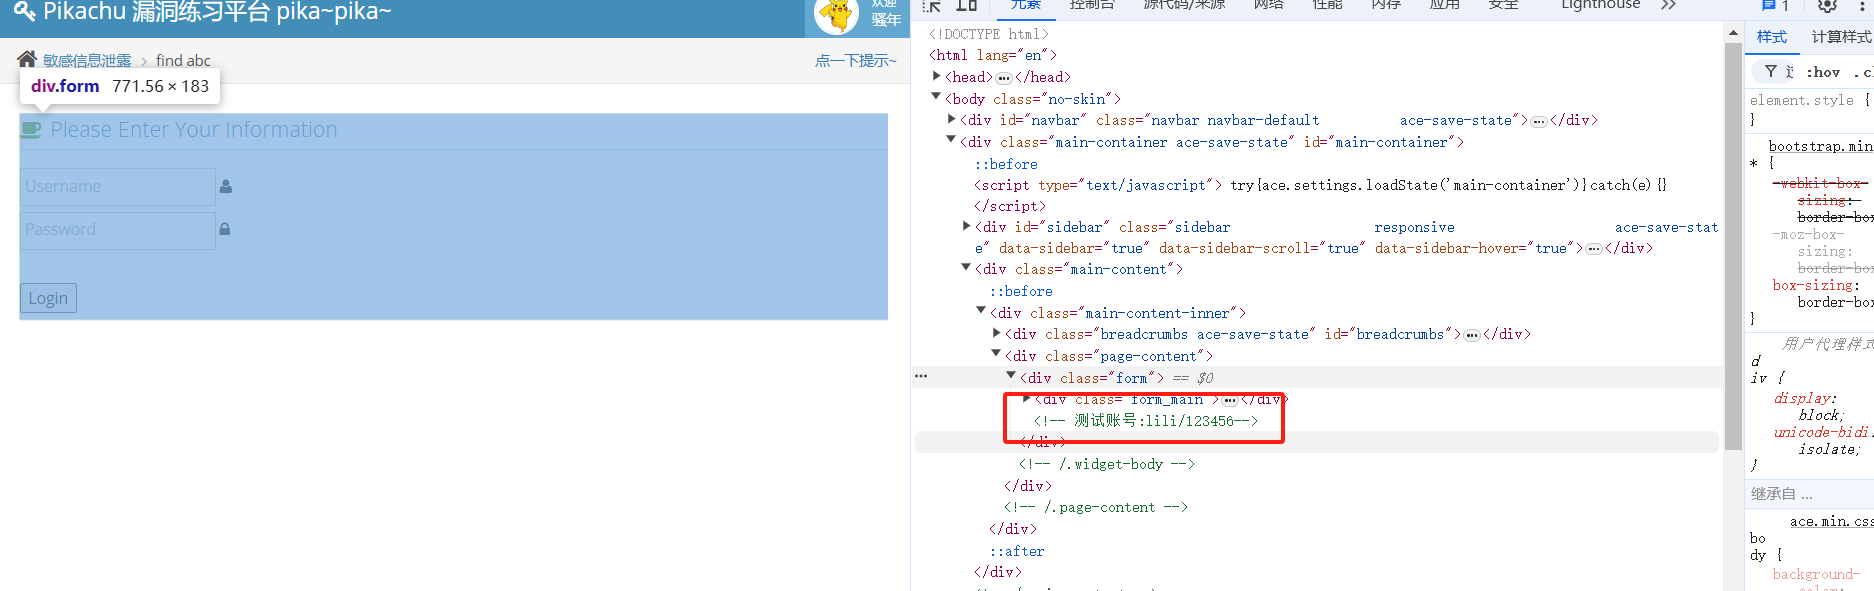 Pikachu 漏洞练习平台 pika~pika~
欢迎
骚年
敏感信息泄露 > find abc
点一下提示~
div.form 771.56 × 183
Please Enter Your Information
Username
Password
Login
元素 控制台 源代码/来源 网络 性能 内存 应用 安全 Lighthouse >> 1
<!DOCTYPE html>
<html lang="en">
<head>…</head>
<body class="no-skin">
<div id="navbar" class="navbar navbar-default ace-save-state">…</div>
<div class="main-container ace-save-state" id="main-container">
::before
<script type="text/javascript"> try{ace.settings.loadState('main-container')}catch(e){}
</script>
<div id="sidebar" class="sidebar responsive ace-save-stat
e" data-sidebar="true" data-sidebar-scroll="true" data-sidebar-hover="true">…</div>
<div class="main-content">
::before
<div class="main-content-inner">
<div class="breadcrumbs ace-save-state" id="breadcrumbs">…</div>
<div class="page-content">
<div class="form"> == $0
<div class="form_main">…</div>
<!-- 测试账号:lili/123456-->
</div>
<!-- /.widget-body -->
</div>
<!-- /.page-content -->
</div>
::after
</div>
样式 计算样式
:hov .cl
element.style {
}
bootstrap.min
* {
-webkit-box-
sizing:
border-box
-moz-box-
sizing:
border-box
box-sizing:
border-box
}
用户代理样式
d
iv {
display:
block;
unicode-bidi:
isolate;
}
继承自 ...
ace.min.css
bo
dy {
background-
color: